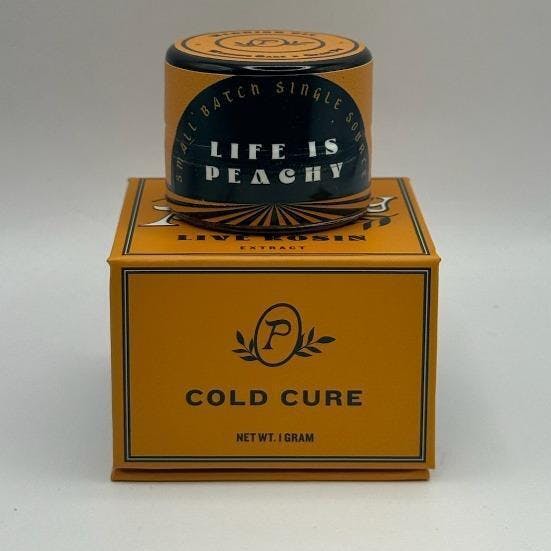 P
SMALL BATCH SINGLE SOURCE
LIFE IS
PEACHY
LIVE ROSIN
EXTRACT
P
COLD CURE
NET WT. 1 GRAM